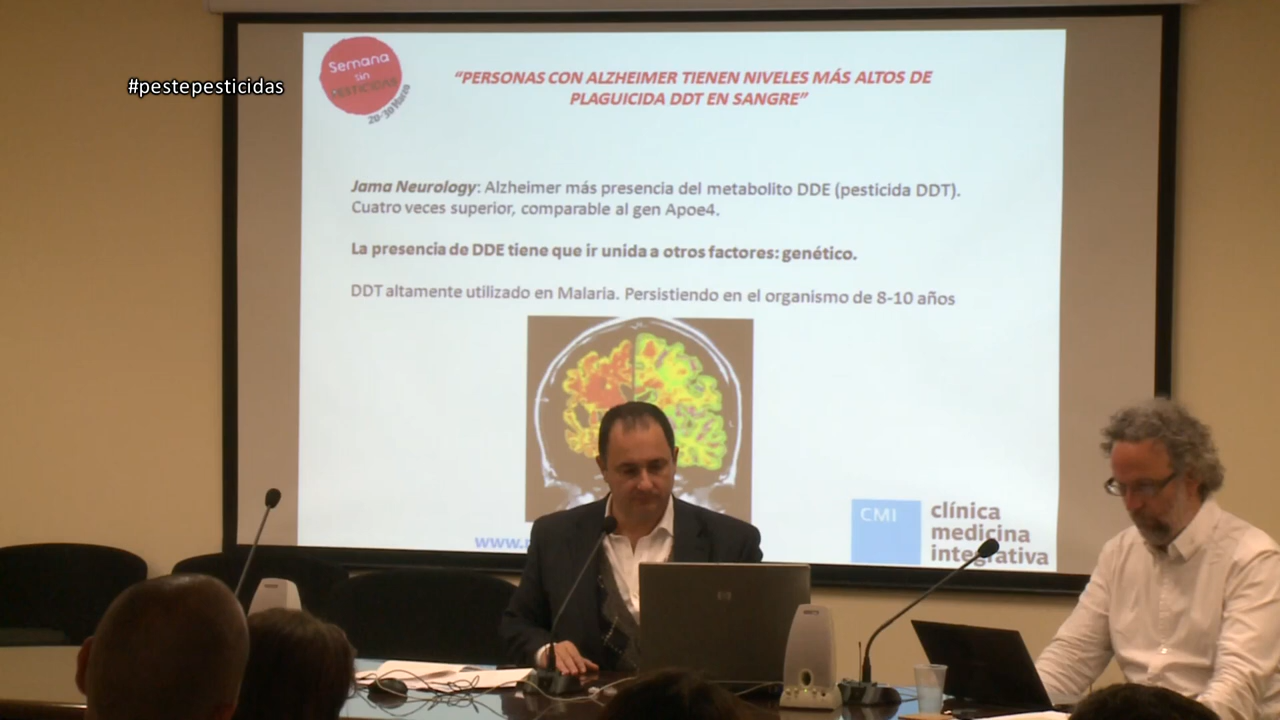 #pestepesticidas
Semana
sin
PESTICIDAS
20-30 Marzo
“PERSONAS CON ALZHEIMER TIENEN NIVELES MÁS ALTOS DE
PLAGUICIDA DDT EN SANGRE”
Jama Neurology: Alzheimer más presencia del metabolito DDE (pesticida DDT).
Cuatro veces superior, comparable al gen Apoe4.
La presencia de DDE tiene que ir unida a otros factores: genético.
DDT altamente utilizado en Malaria. Persistiendo en el organismo de 8-10 años
www.
CMI
clínica
medicina
integrativa
hp